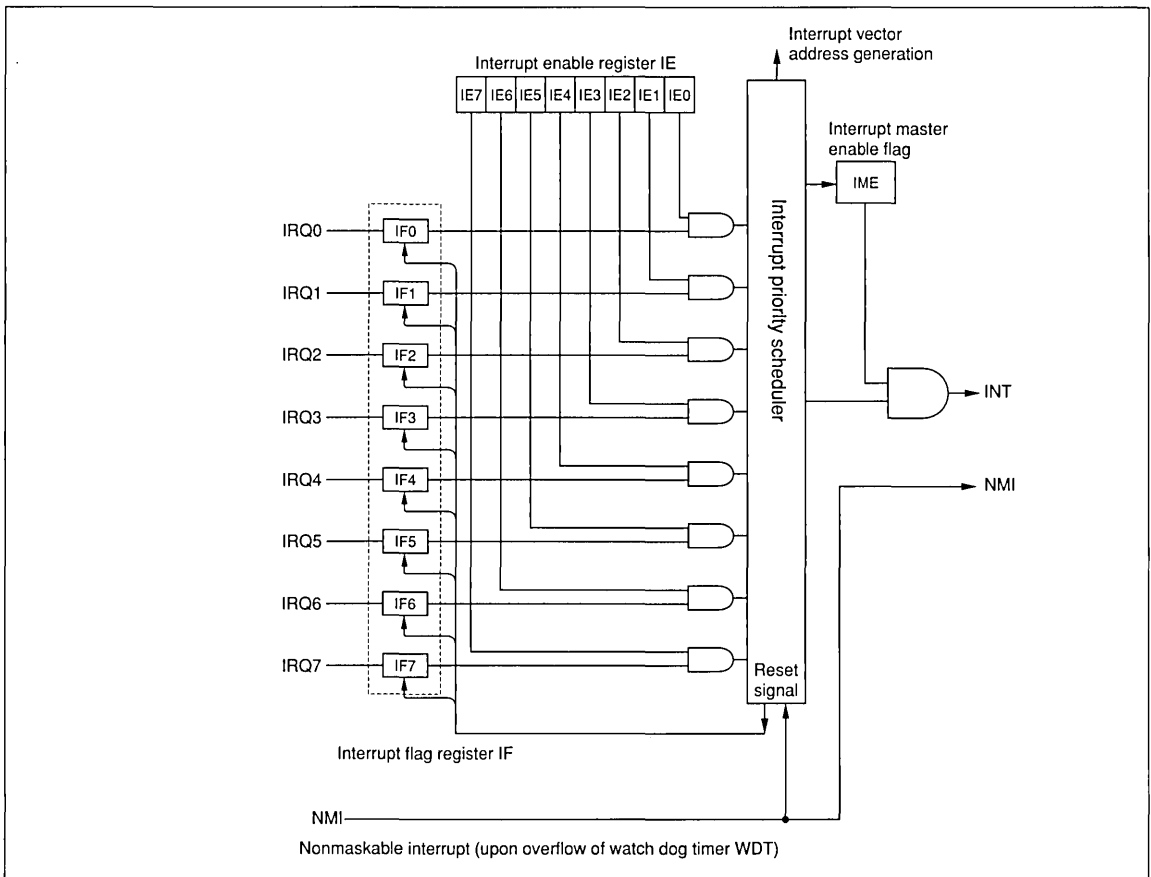 Interrupt vector
address generation
Interrupt enable register IE
IE7 IE6 IE5 IE4 IE3 IE2 IE1 IE0
Interrupt master
enable flag
IME
Interrupt priority scheduler
IRQ0 IF0
IRQ1 IF1
IRQ2 IF2
IRQ3 IF3
INT
IRQ4 IF4
NMI
IRQ5 IF5
IRQ6 IF6
IRQ7 IF7
Reset
signal
Interrupt flag register IF
NMI
Nonmaskable interrupt (upon overflow of watch dog timer WDT)